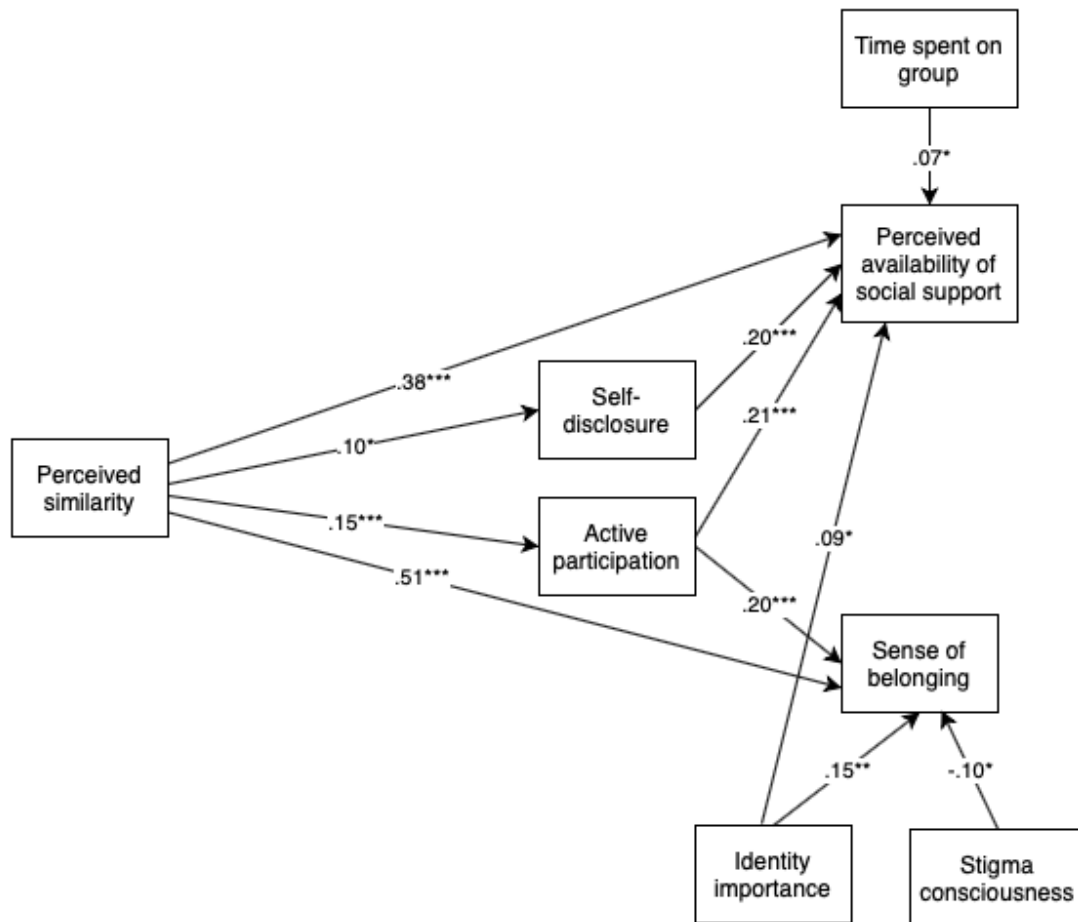 Time spent on
group
.07*
Perceived
availability of
social support
.20***
.38***
Self-
disclosure
.21***
.10*
Perceived
similarity
.15***
Active
participation
.09*
.51***
.20***
Sense of
belonging
.15**
-.10*
Identity
importance
Stigma
consciousness